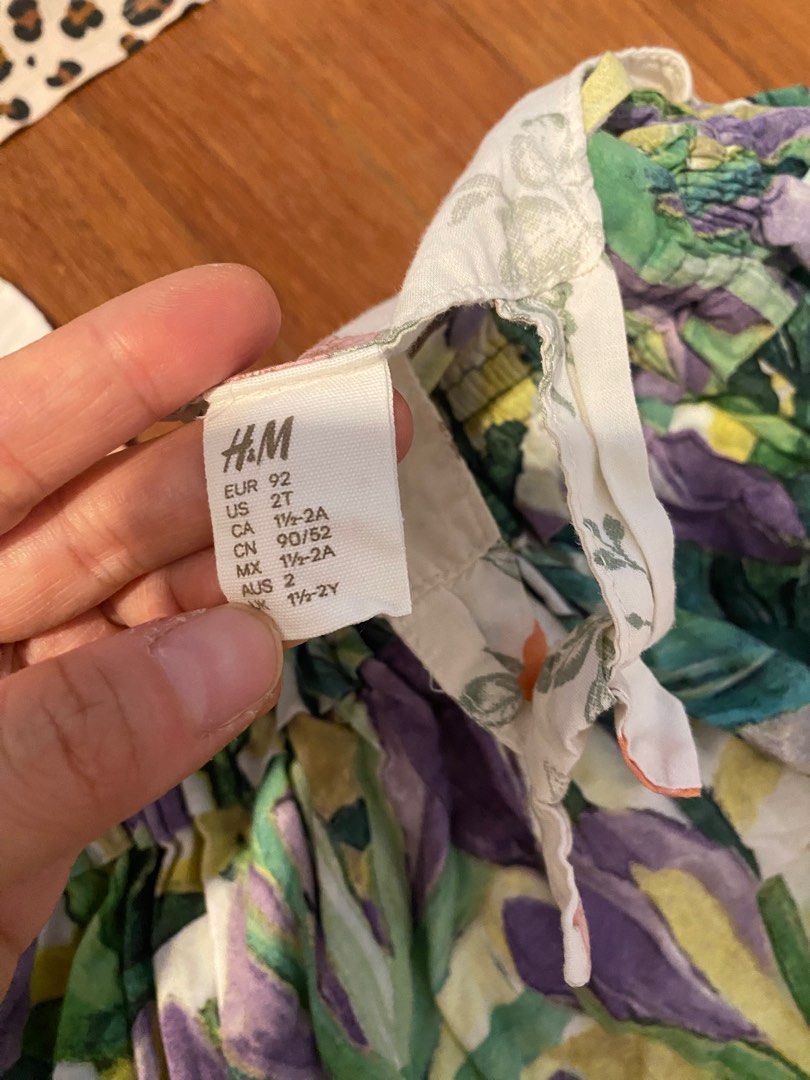 H&M
EUR 92
US 2T
CA 1½-2A
CN 90/52
MX 1½-2A
AUS 2
UK 1½-2Y